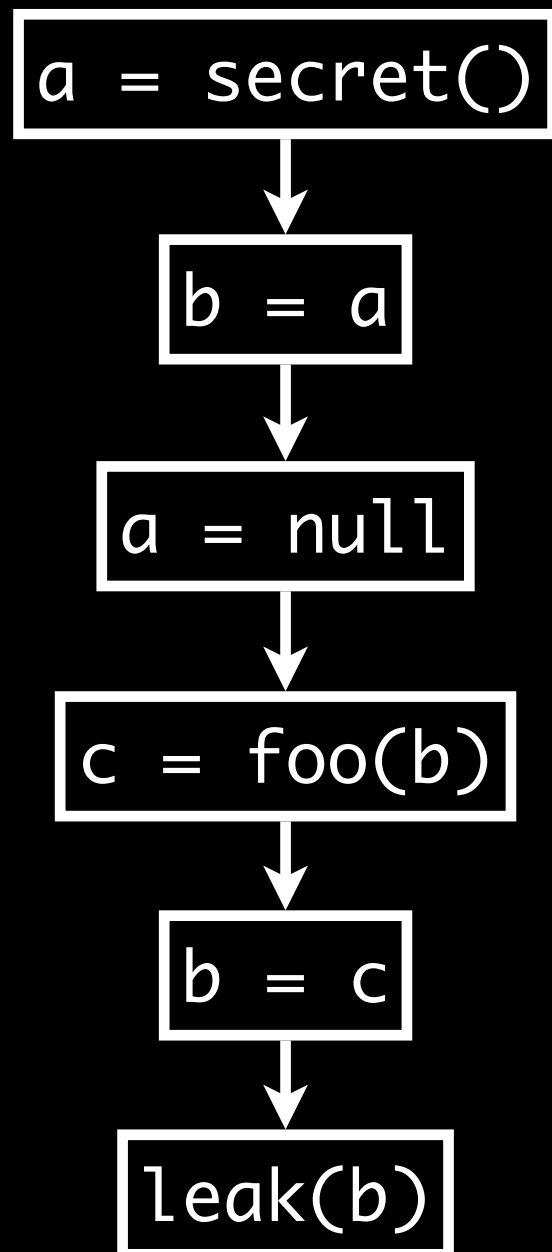 a = secret()
b = a
a = null
c = foo(b)
b = c
leak(b)